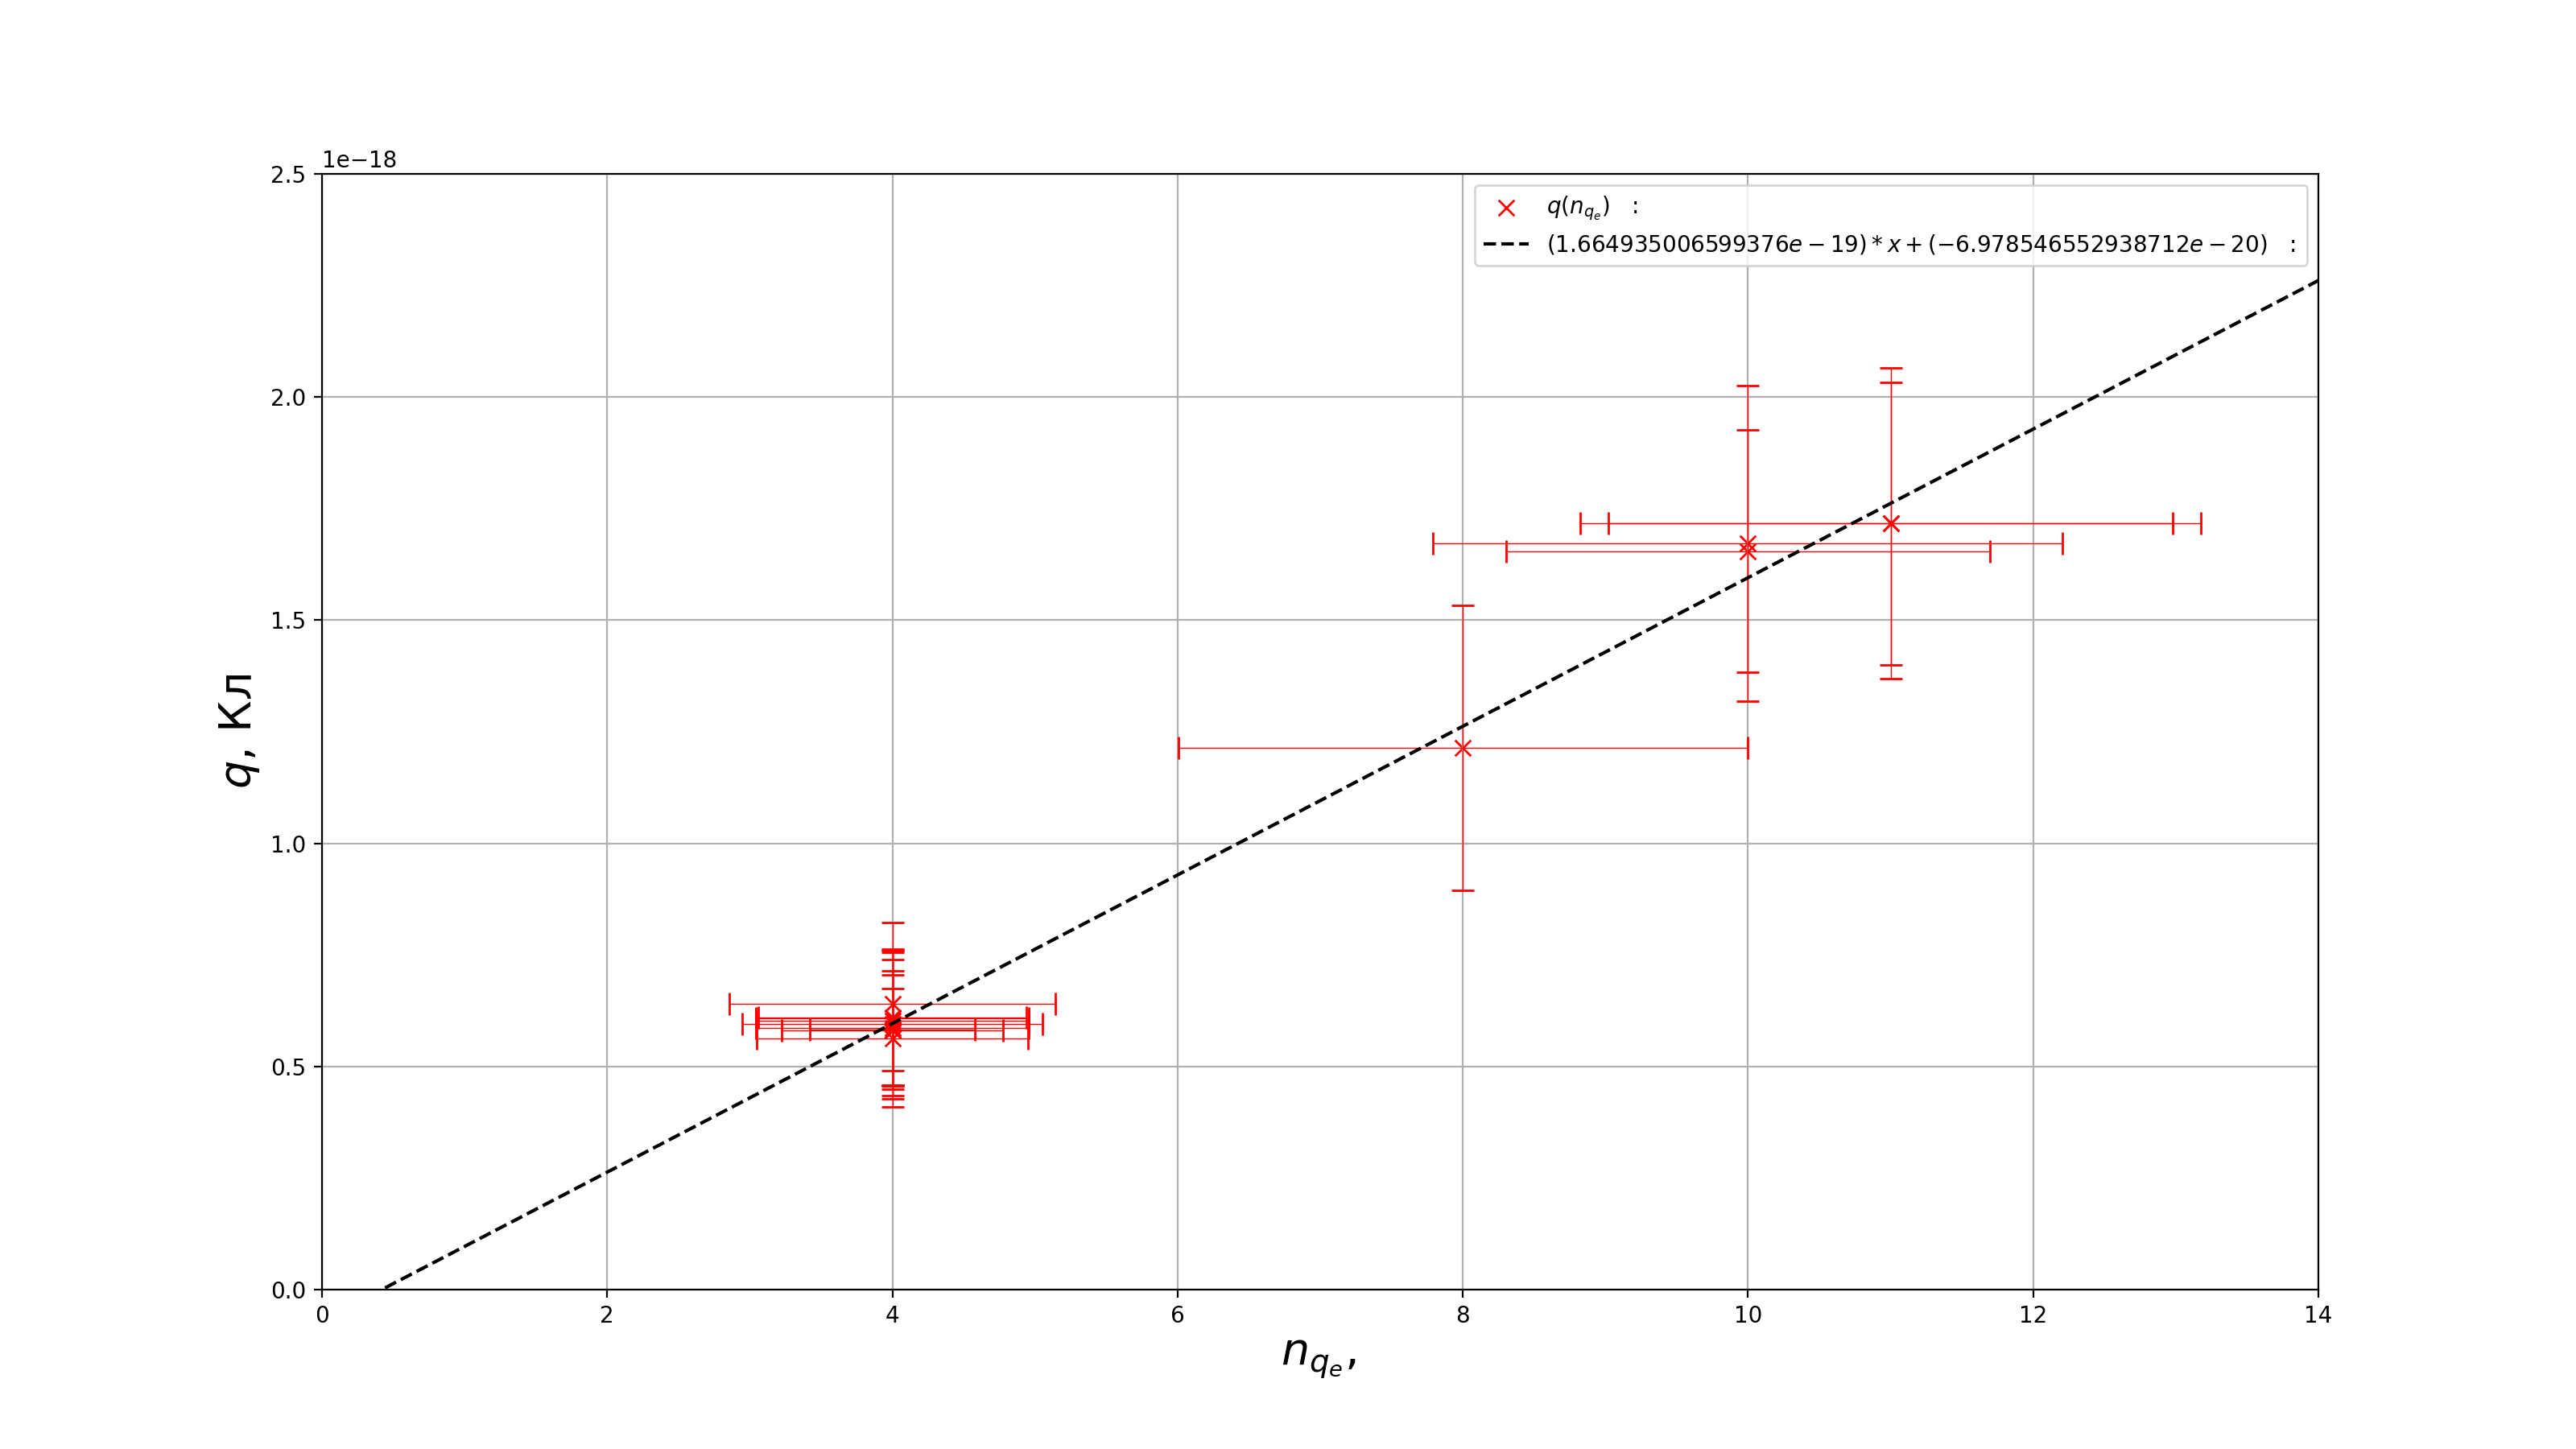 1e−18
2.5
2.0
1.5
1.0
0.5
0.0
q, Кл
q(n_{q_e}) :
(1.664935006599376e − 19) * x + (−6.978546552938712e − 20) :
0 2 4 6 8 10 12 14
n_{q_e},